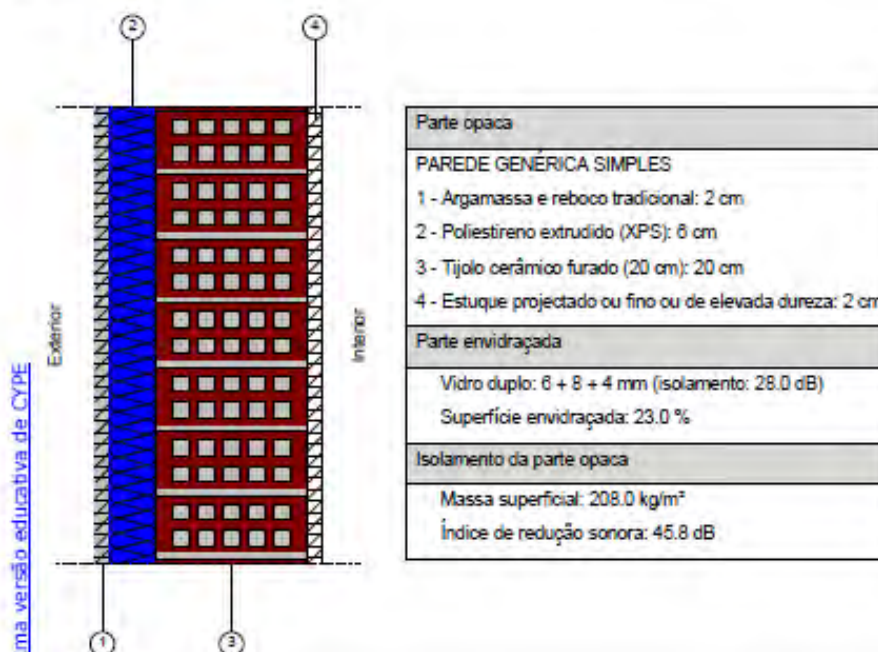 2
4
Exterior
Interior
1
3
ma versão educativa de CYPE
Parte opaca
PAREDE GENÉRICA SIMPLES
1 - Argamassa e reboco tradicional: 2 cm
2 - Poliestireno extrudido (XPS): 6 cm
3 - Tijolo cerâmico furado (20 cm): 20 cm
4 - Estuque projectado ou fino ou de elevada dureza: 2 cm
Parte envidraçada
Vidro duplo: 6 + 8 + 4 mm (isolamento: 28.0 dB)
Superfície envidraçada: 23.0 %
Isolamento da parte opaca
Massa superficial: 208.0 kg/m²
Índice de redução sonora: 45.8 dB